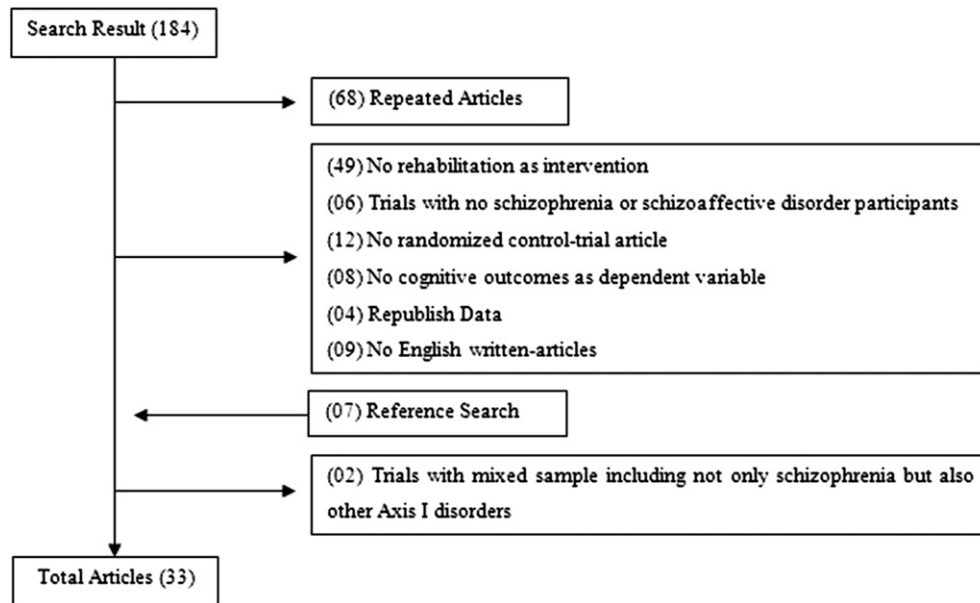 Search Result (184)
(68) Repeated Articles
(49) No rehabilitation as intervention
(06) Trials with no schizophrenia or schizoaffective disorder participants
(12) No randomized control-trial article
(08) No cognitive outcomes as dependent variable
(04) Republish Data
(09) No English written-articles
(07) Reference Search
(02) Trials with mixed sample including not only schizophrenia but also
other Axis I disorders
Total Articles (33)